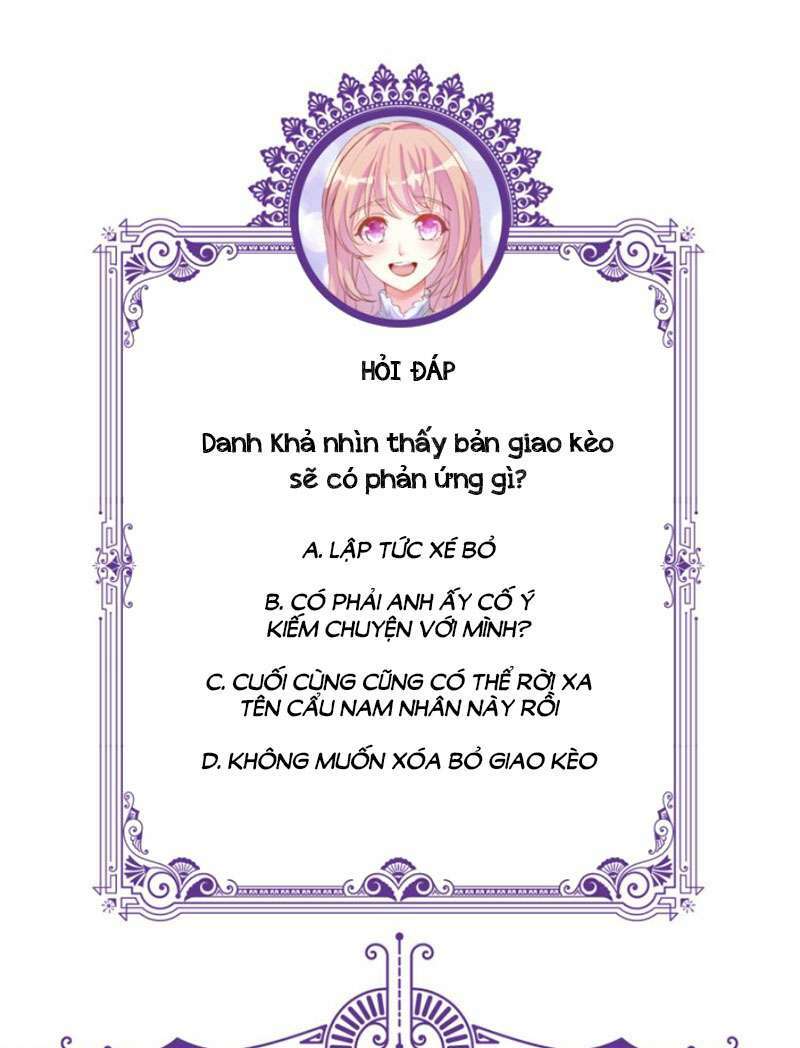 HỎI ĐÁP
Danh Khả nhìn thấy bản giao kèo
sẽ có phản ứng gì?
A. LẬP TỨC XÉ BỎ
B. CÓ PHẢI ANH ẤY CỐ Ý
KIẾM CHUYỆN VỚI MÌNH?
C. CUỐI CÙNG CŨNG CÓ THỂ RỜI XA
TÊN CẨU NAM NHÂN NÀY RỒI
D. KHÔNG MUỐN XÓA BỎ GIAO KÈO